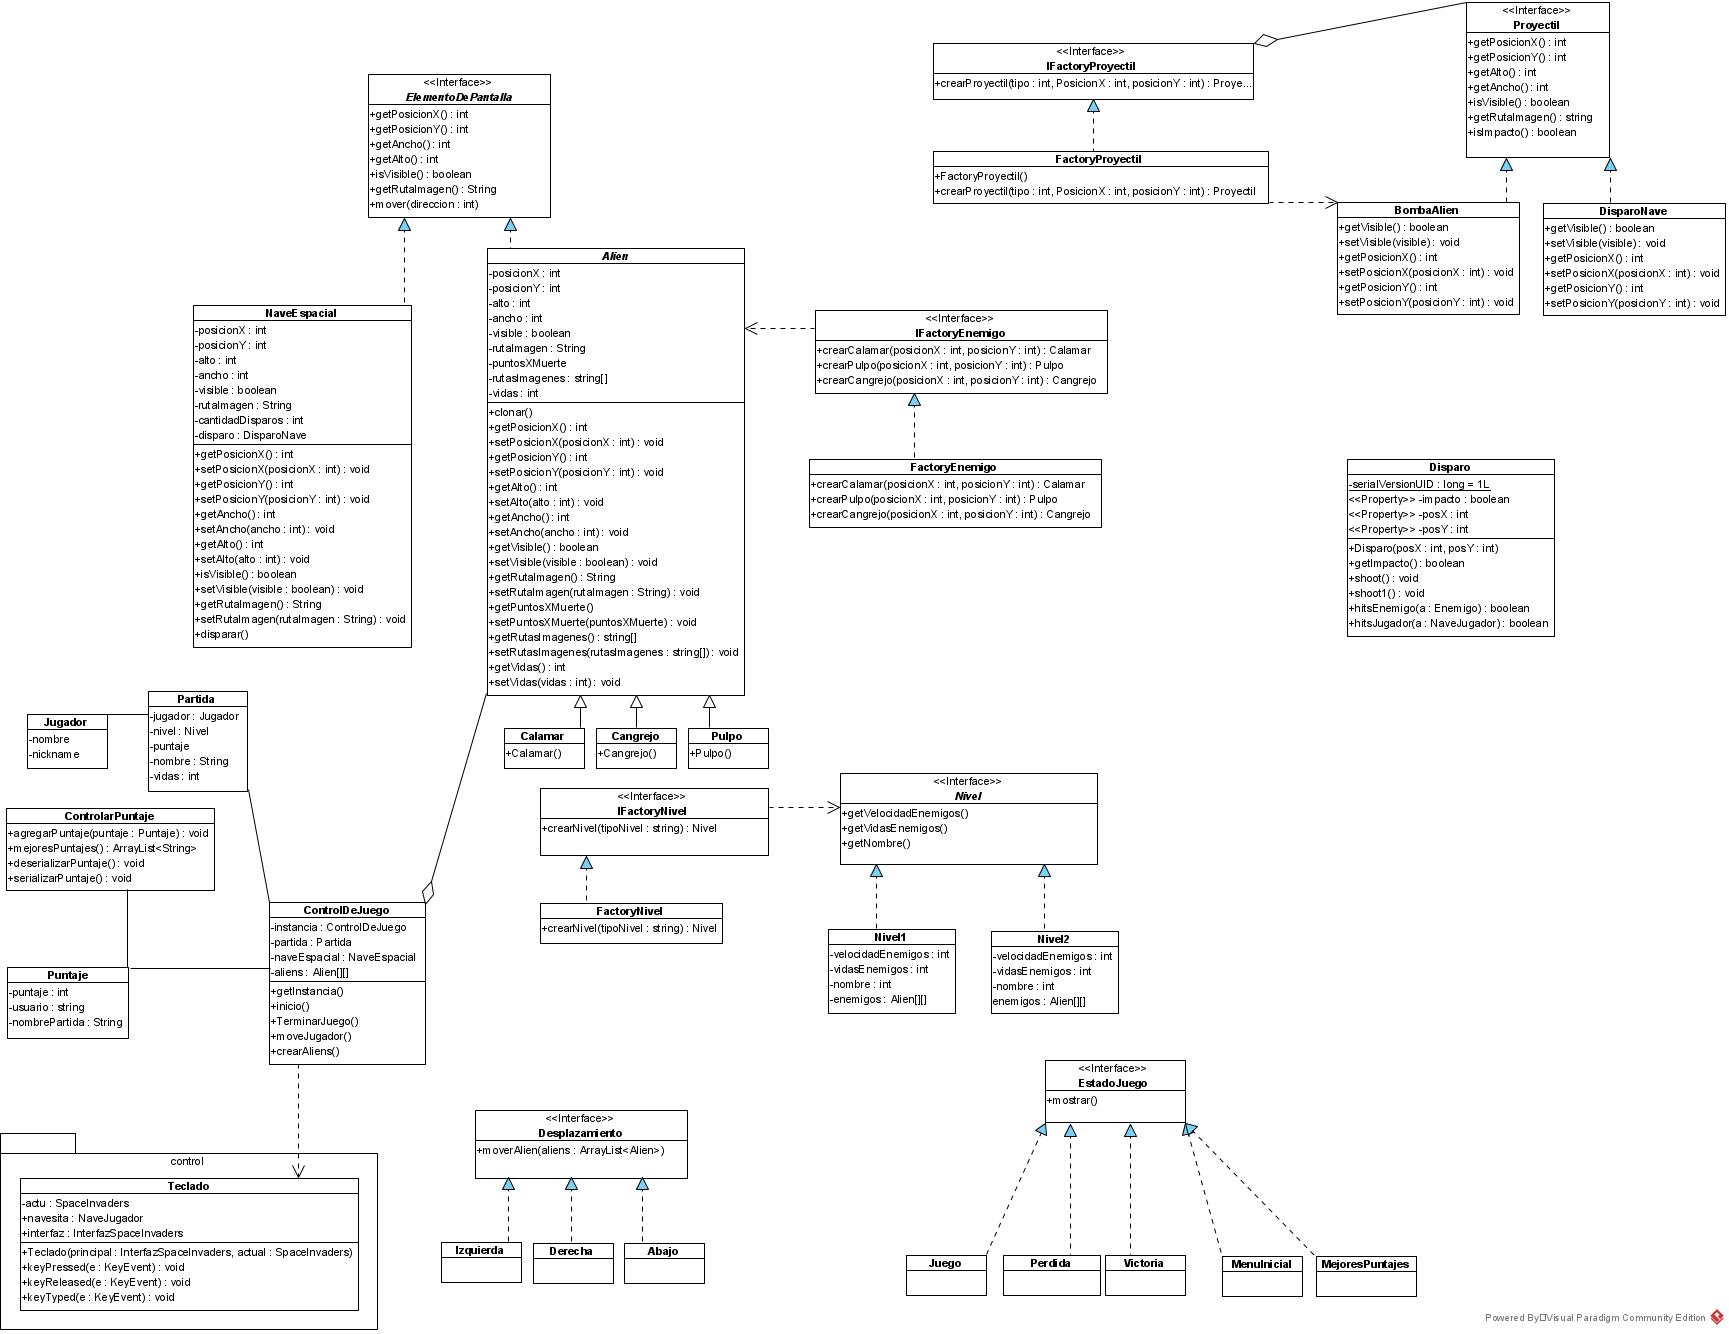 <<Interface>>
Proyectil
+getPosicionX() : int
+getPosicionY() : int
+getAlto() : int
+getAncho() : int
+isVisible() : boolean
+getRutaImagen() : string
+isImpacto() : boolean
<<Interface>>
IFactoryProyectil
+crearProyectil(tipo : int, PosicionX : int, posicionY : int) : Proye...
FactoryProyectil
+FactoryProyectil()
+crearProyectil(tipo : int, PosicionX : int, posicionY : int) : Proyectil
BombaAlien
+getVisible() : boolean
+setVisible(visible) : void
+getPosicionX() : int
+setPosicionX(posicionX : int) : void
+getPosicionY() : int
+setPosicionY(posicionY : int) : void
DisparoNave
+getVisible() : boolean
+setVisible(visible) : void
+getPosicionX() : int
+setPosicionX(posicionX : int) : void
+getPosicionY() : int
+setPosicionY(posicionY : int) : void
<<Interface>>
ElementoDePantalla
+getPosicionX() : int
+getPosicionY() : int
+getAncho() : int
+getAlto() : int
+isVisible() : boolean
+getRutaImagen() : String
+mover(direccion : int)
NaveEspacial
-posicionX : int
-posicionY : int
-alto : int
-ancho : int
-visible : boolean
-rutaImagen : String
-cantidadDisparos : int
-disparo : DisparoNave
+getPosicionX() : int
+setPosicionX(posicionX : int) : void
+getPosicionY() : int
+setPosicionY(posicionY : int) : void
+getAncho() : int
+setAncho(ancho : int) : void
+getAlto() : int
+setAlto(alto : int) : void
+isVisible() : boolean
+setVisible(visible : boolean) : void
+getRutaImagen() : String
+setRutaImagen(rutaImagen : String) : void
+disparar()
Alien
-posicionX : int
-posicionY : int
-alto : int
-ancho : int
-visible : boolean
-rutaImagen : String
-puntosXMuerte
-rutasImagenes : string[]
-vidas : int
+clonar()
+getPosicionX() : int
+setPosicionX(posicionX : int) : void
+getPosicionY() : int
+setPosicionY(posicionY : int) : void
+getAlto() : int
+setAlto(alto : int) : void
+getAncho() : int
+setAncho(ancho : int) : void
+getVisible() : boolean
+setVisible(visible : boolean) : void
+getRutaImagen() : String
+setRutaImagen(rutaImagen : String) : void
+getPuntosXMuerte()
+setPuntosXMuerte(puntosXMuerte) : void
+getRutasImagenes() : string[]
+setRutasImagenes(rutasImagenes : string[]) : void
+getVidas() : int
+setVidas(vidas : int) : void
<<Interface>>
IFactoryEnemigo
+crearCalamar(posicionX : int, posicionY : int) : Calamar
+crearPulpo(posicionX : int, posicionY : int) : Pulpo
+crearCangrejo(posicionX : int, posicionY : int) : Cangrejo
FactoryEnemigo
+crearCalamar(posicionX : int, posicionY : int) : Calamar
+crearPulpo(posicionX : int, posicionY : int) : Pulpo
+crearCangrejo(posicionX : int, posicionY : int) : Cangrejo
Disparo
-serialVersionUID : long = 1L
<<Property>> -impacto : boolean
<<Property>> -posX : int
<<Property>> -posY : int
+Disparo(posX : int, posY : int)
+getImpacto() : boolean
+shoot() : void
+shoot1() : void
+hitsEnemigo(a : Enemigo) : boolean
+hitsJugador(a : NaveJugador) : boolean
Calamar
+Calamar()
Cangrejo
+Cangrejo()
Pulpo
+Pulpo()
Partida
-jugador : Jugador
-nivel : Nivel
-puntaje
-nombre : String
-vidas : int
Jugador
-nombre
-nickname
ControlarPuntaje
+agregarPuntaje(puntaje : Puntaje) : void
+mejoresPuntajes() : ArrayList<String>
+deserializarPuntaje() : void
+serializarPuntaje() : void
Puntaje
-puntaje : int
-usuario : string
-nombrePartida : String
ControlDeJuego
-instancia : ControlDeJuego
-partida : Partida
-naveEspacial : NaveEspacial
-aliens : Alien[][]
+getInstancia()
+inicio()
+TerminarJuego()
+moveJugador()
+crearAliens()
<<Interface>>
IFactoryNivel
+crearNivel(tipoNivel : string) : Nivel
FactoryNivel
+crearNivel(tipoNivel : string) : Nivel
<<Interface>>
Nivel
+getVelocidadEnemigos()
+getVidasEnemigos()
+getNombre()
Nivel1
-velocidadEnemigos : int
-vidasEnemigos : int
-nombre : int
-enemigos : Alien[][]
Nivel2
-velocidadEnemigos : int
-vidasEnemigos : int
-nombre : int
enemigos : Alien[][]
control
Teclado
-actu : SpaceInvaders
+navesita : NaveJugador
+interfaz : InterfazSpaceInvaders
+Teclado(principal : InterfazSpaceInvaders, actual : SpaceInvaders)
+keyPressed(e : KeyEvent) : void
+keyReleased(e : KeyEvent) : void
+keyTyped(e : KeyEvent) : void
<<Interface>>
Desplazamiento
+moverAlien(aliens : ArrayList<Alien>)
Izquierda
Derecha
Abajo
<<Interface>>
EstadoJuego
+mostrar()
Juego
Perdida
Victoria
MenuInicial
MejoresPuntajes
Powered By Visual Paradigm Community Edition